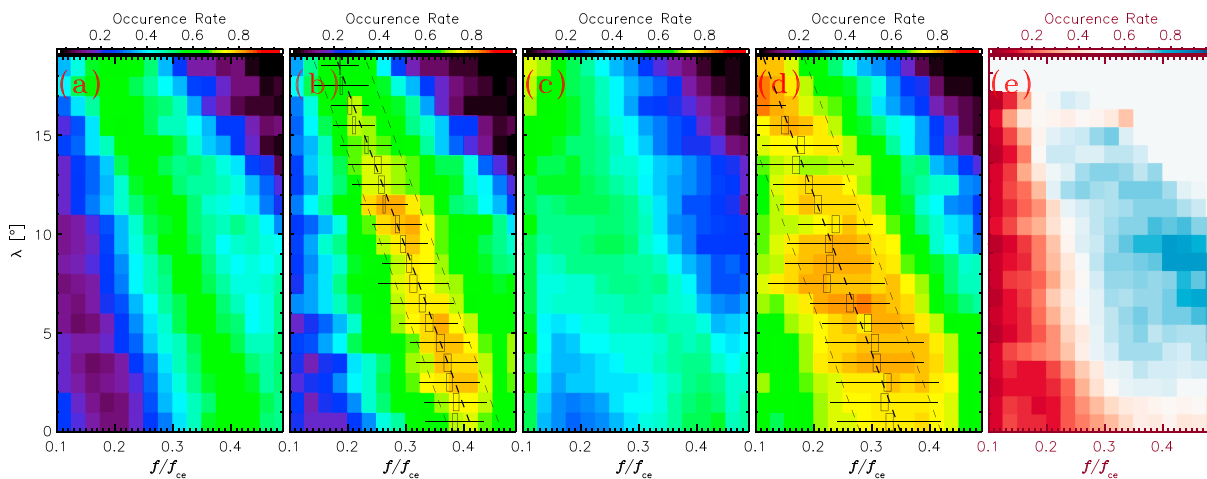 Occurence Rate Occurence Rate Occurence Rate Occurence Rate Occurence Rate
0.2 0.4 0.6 0.8 0.2 0.4 0.6 0.8 0.2 0.4 0.6 0.8 0.2 0.4 0.6 0.8 0.2 0.4 0.6 0.8
(a) (b) (c) (d) (e)
15
10
λ [°]
5
0
0.1 0.2 0.3 0.4 0.1 0.2 0.3 0.4 0.1 0.2 0.3 0.4 0.1 0.2 0.3 0.4 0.1 0.2 0.3 0.4
f/fce f/fce f/fce f/fce f/fce